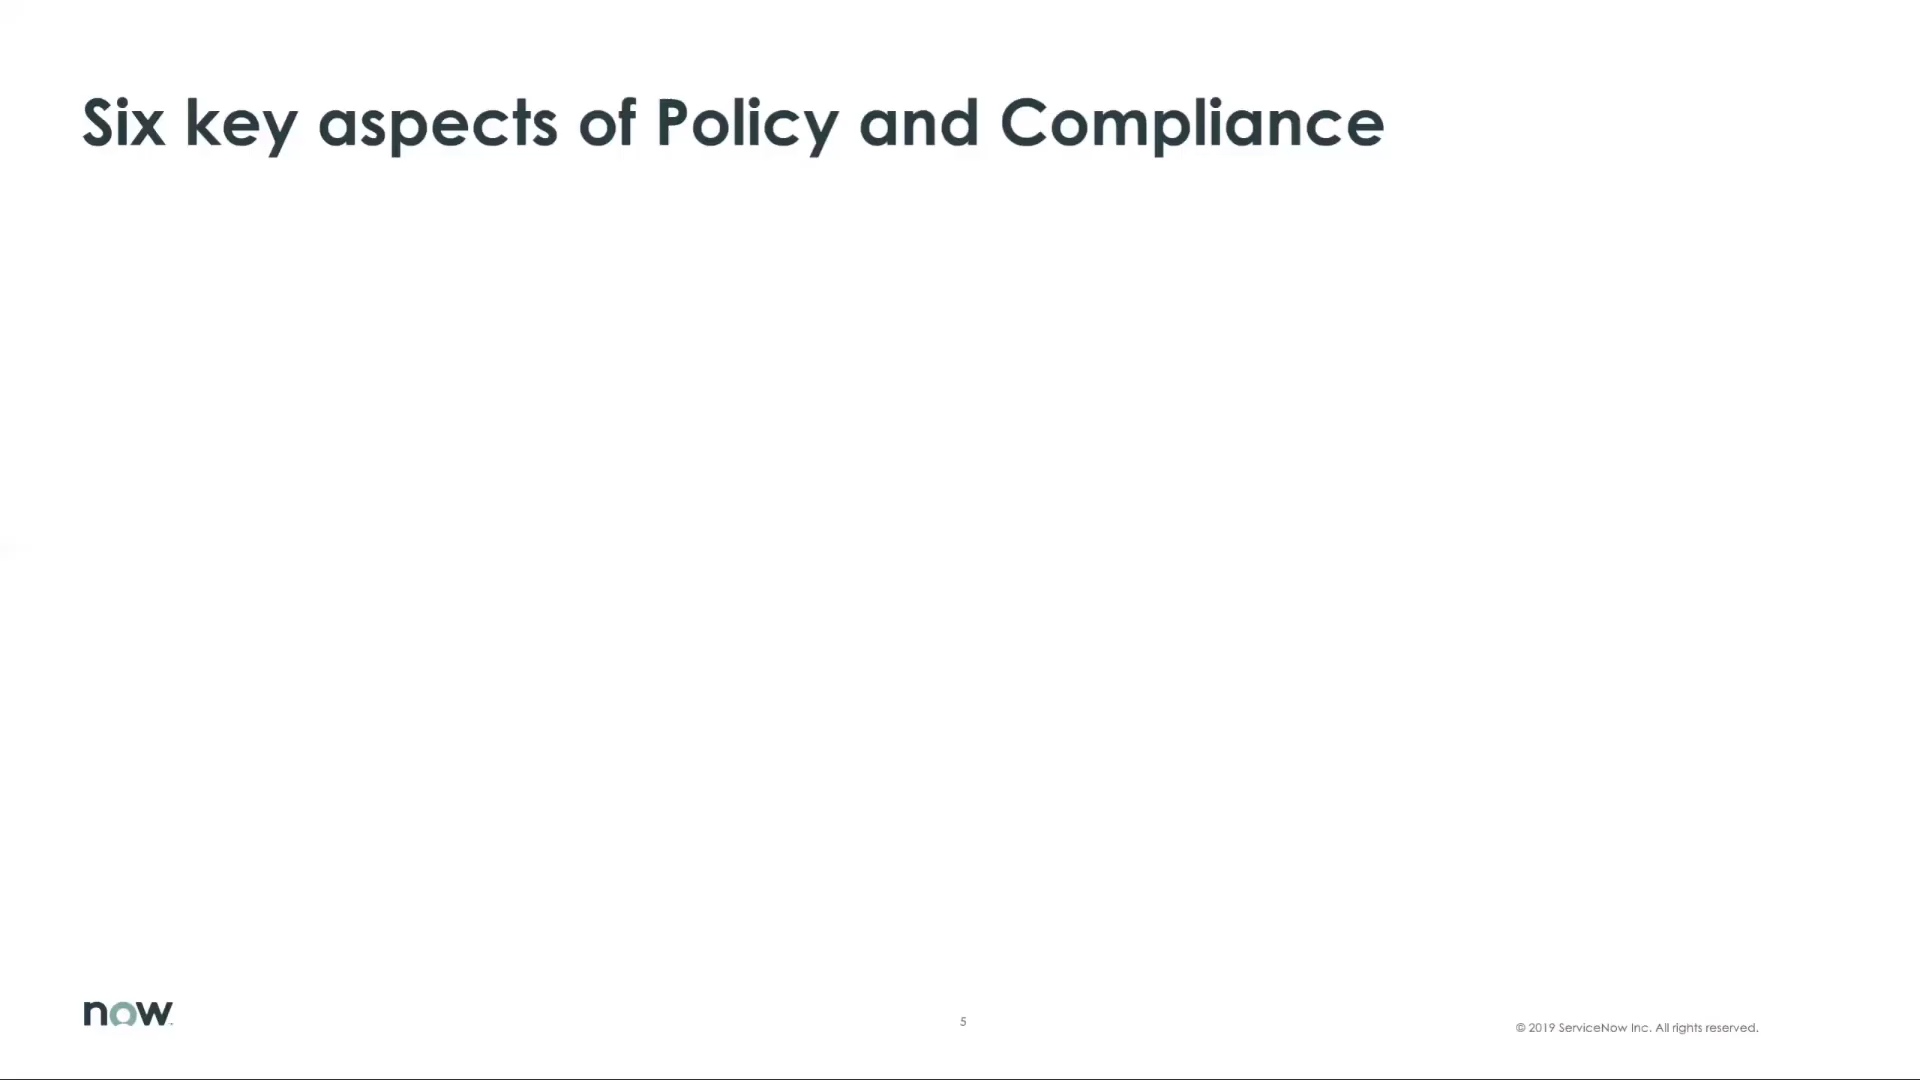 Six key aspects of Policy and Compliance
now
5
© 2019 ServiceNow Inc. All rights reserved.